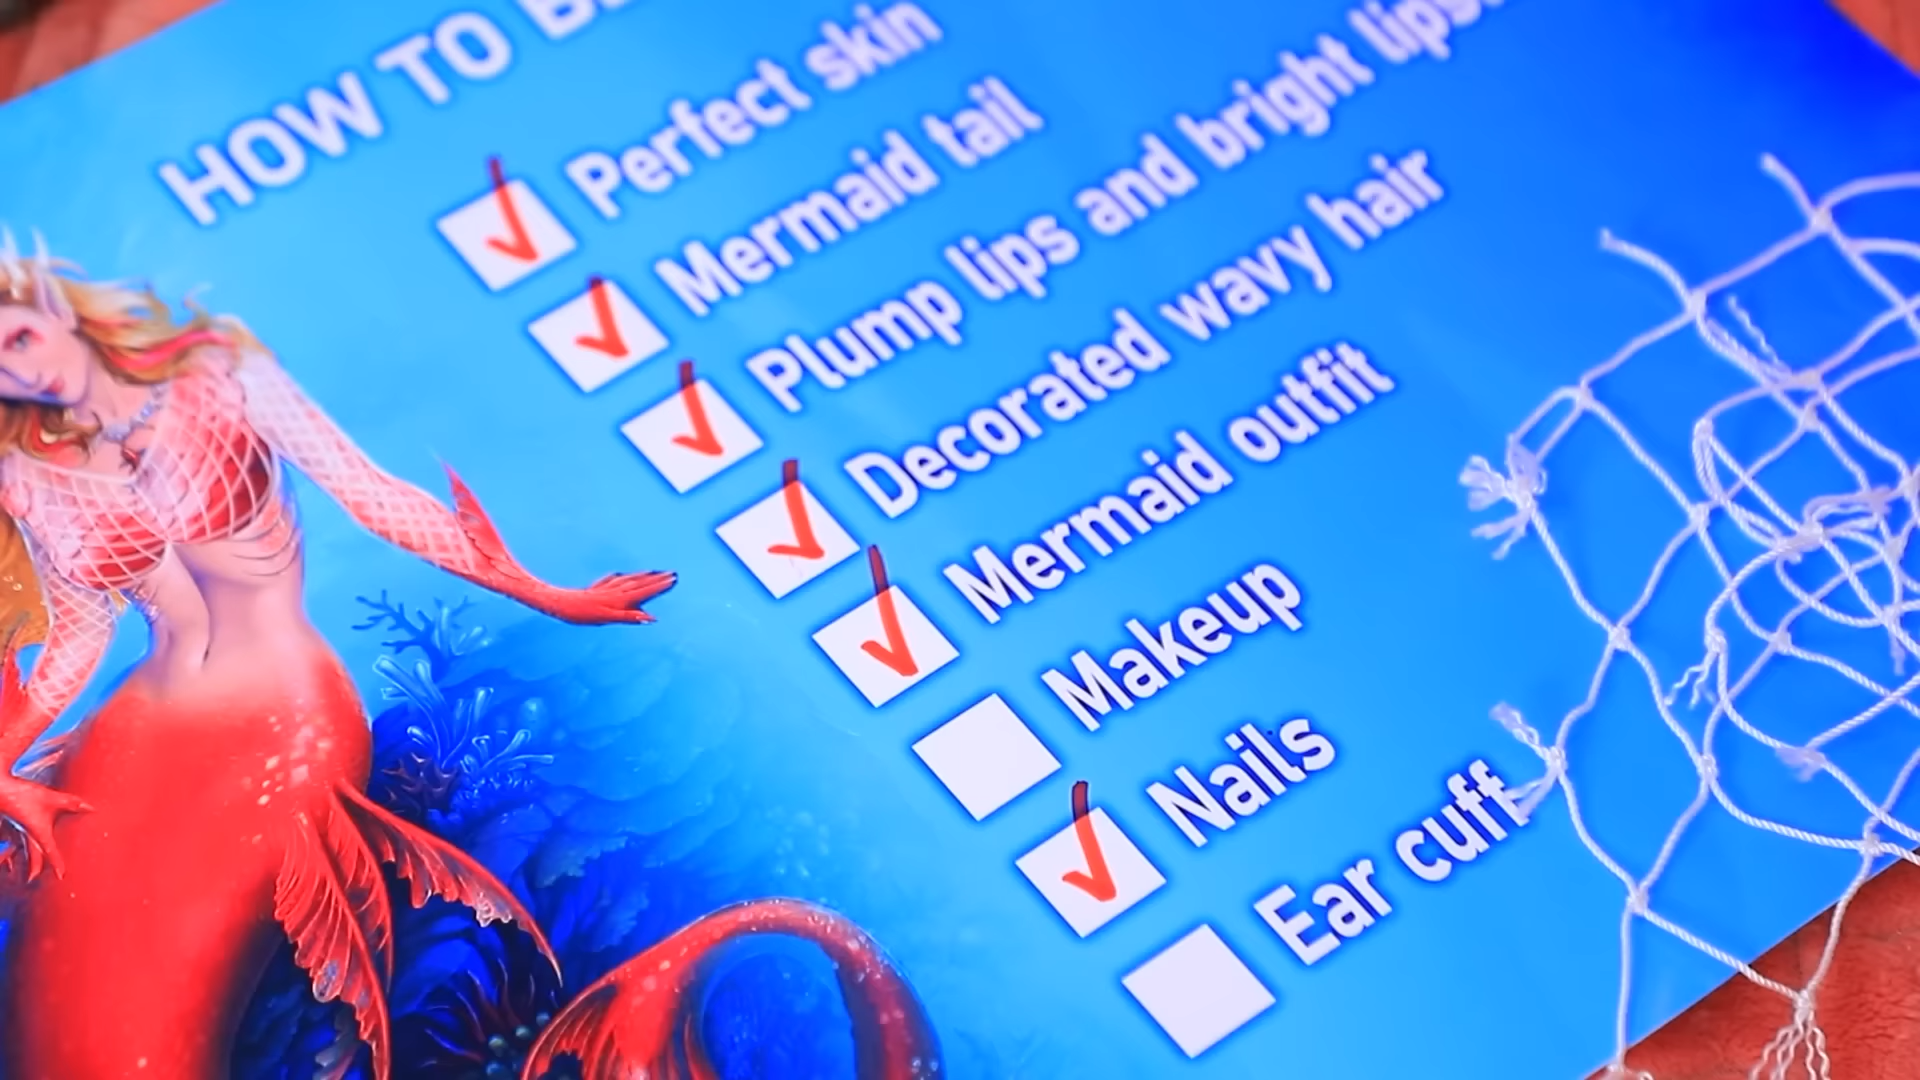 HOW TO
Perfect skin
Mermaid tail
Plump lips and bright lips
Decorated wavy hair
Mermaid outfit
Makeup
Nails
Ear cuff